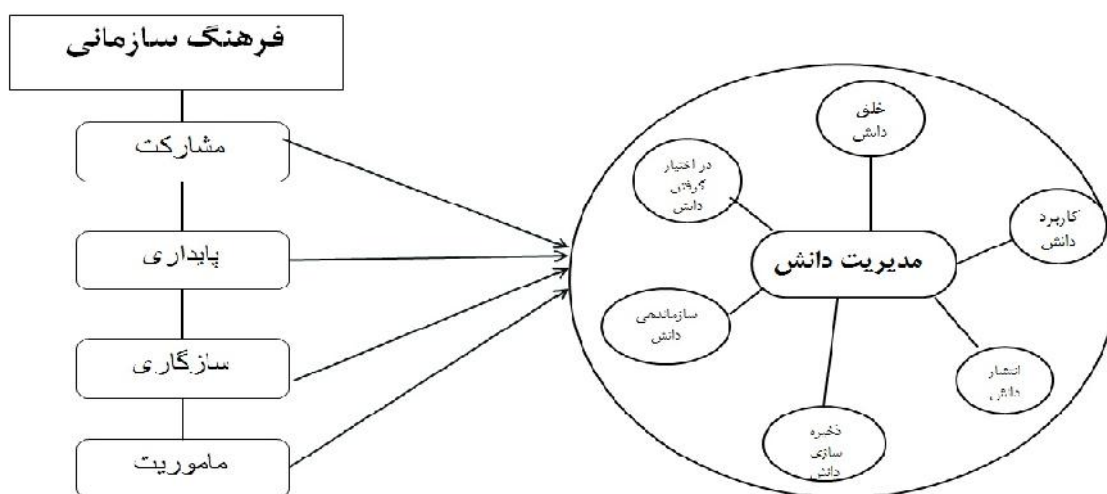 فرهنگ سازمانی
مشارکت
پایداری
سازگاری
ماموریت
خلق
دانش
در اختیار
گرفتن
دانش
کاربرد
دانش
مدیریت دانش
سازماندهی
دانش
انتشار
دانش
ذخیره
سازی
دانش